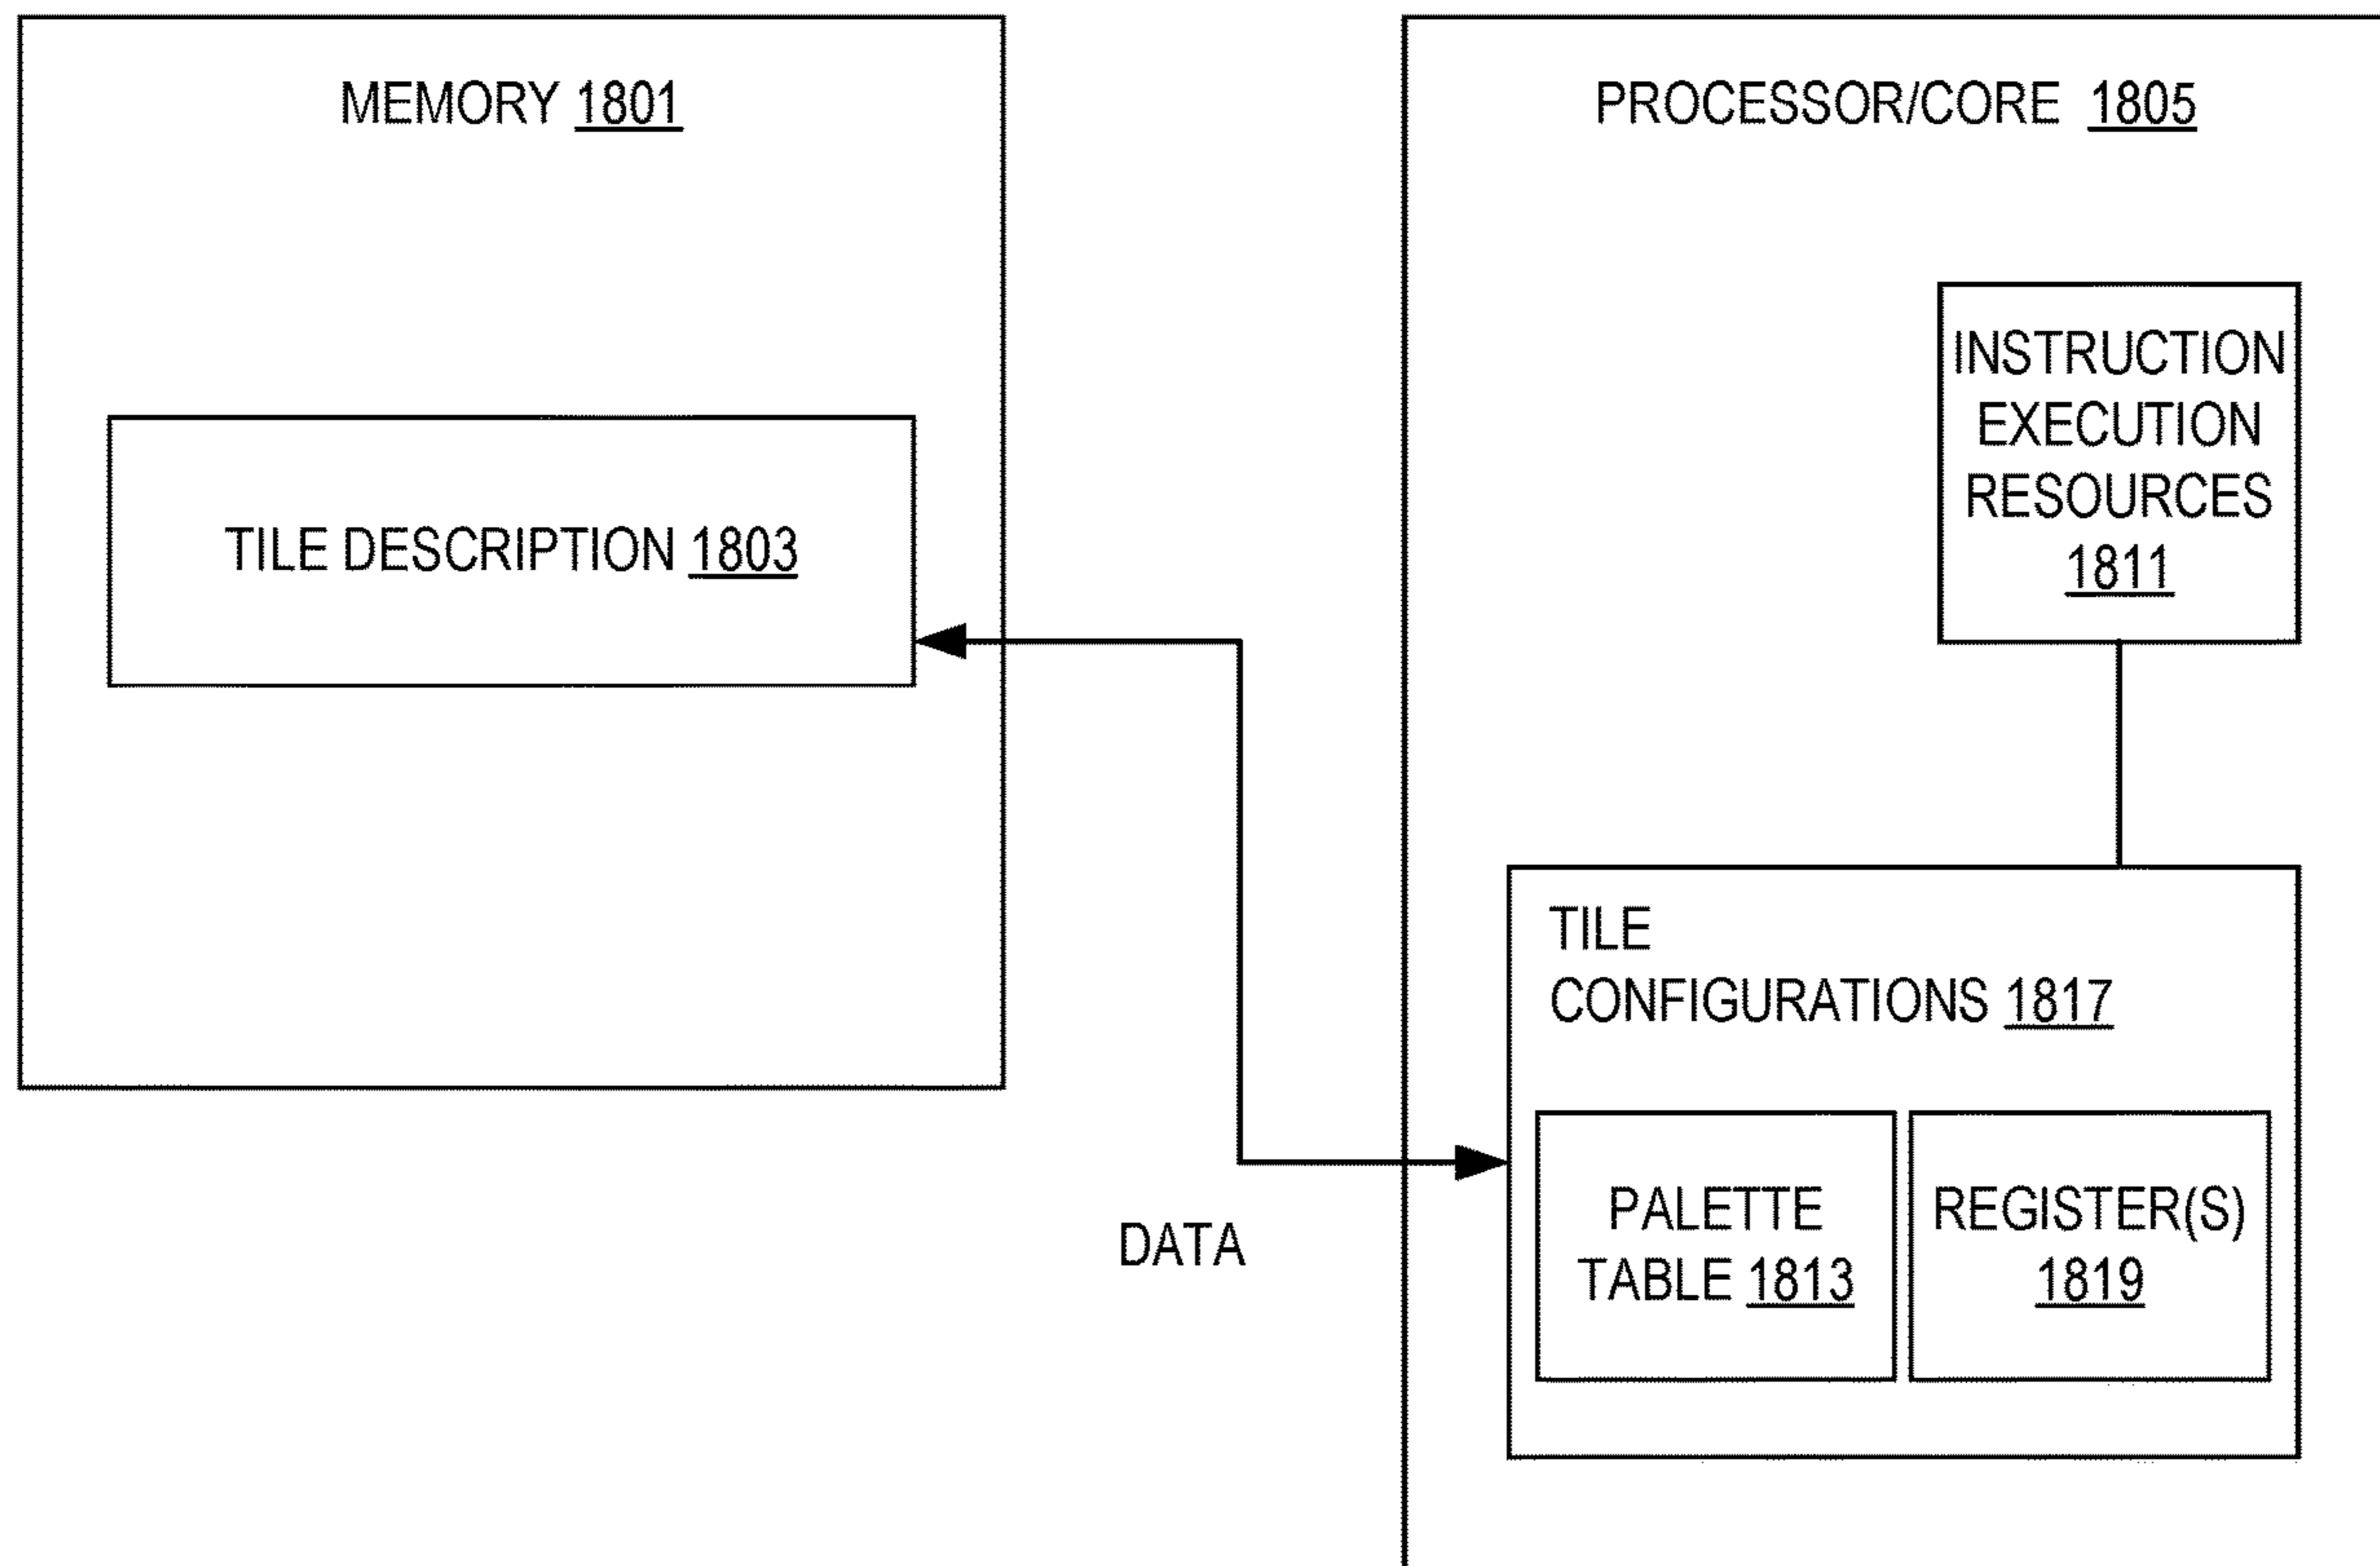 MEMORY 1801
TILE DESCRIPTION 1803
DATA
PROCESSOR/CORE 1805
INSTRUCTION
EXECUTION
RESOURCES
1811
TILE
CONFIGURATIONS 1817
PALETTE
TABLE 1813
REGISTER(S)
1819